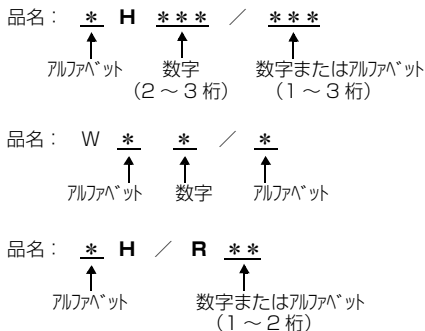 品名： * H *** ／ ***
アルファベット 数字 数字またはアルファベット
（2～3桁） （1～3桁）
品名： W * * ／ *
アルファベット 数字 アルファベット
品名： * H ／ R **
アルファベット 数字またはアルファベット
（1～2桁）